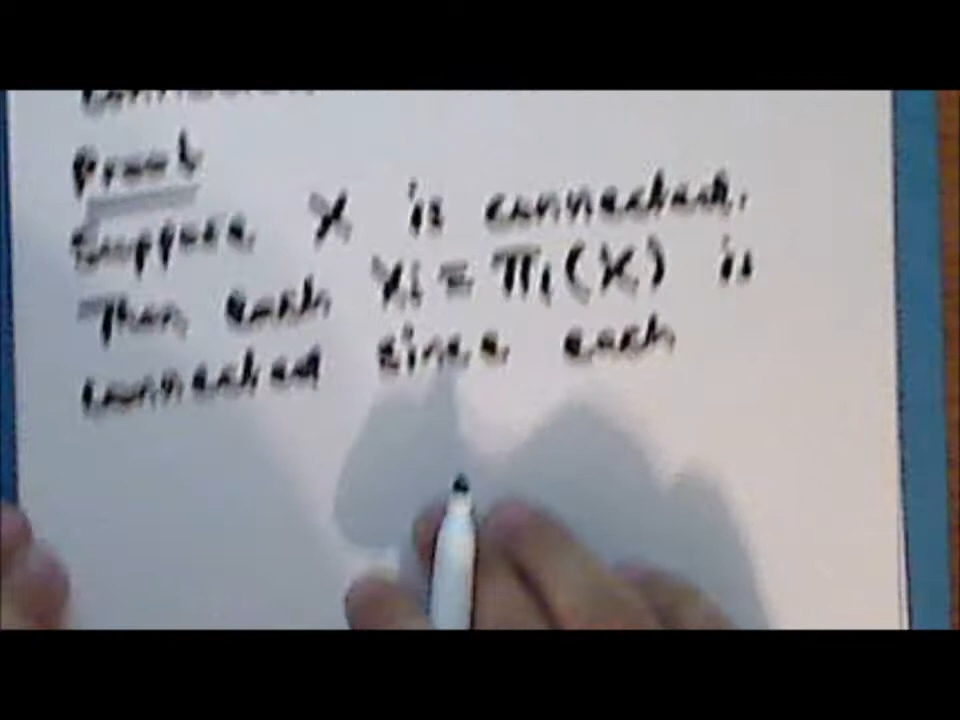 Proof
Suppose X is connected.
Then each Xi = πi(X) is
connected since each